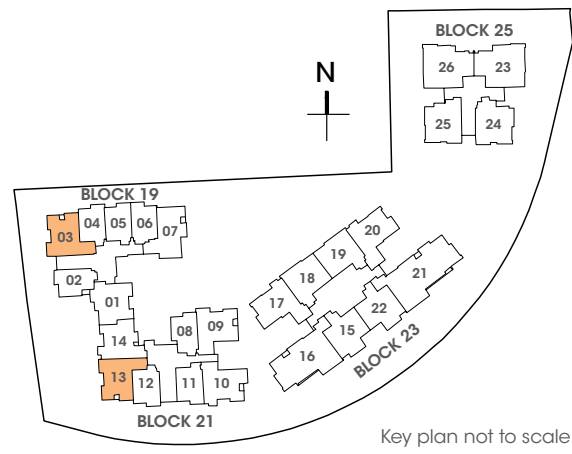 BLOCK 25
26 23
25 24
N
BLOCK 19
03 04 05 06 07
02
01
14
13 12 11 10
08 09
BLOCK 21
20
19
18
17
21
22
15
16
BLOCK 23
Key plan not to scale